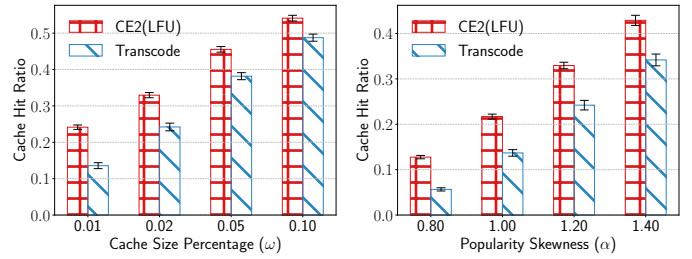 CE2(LFU)
Transcode
Cache Hit Ratio
0.5
0.4
0.3
0.2
0.1
0.0
0.01 0.02 0.05 0.10
Cache Size Percentage (ω)
CE2(LFU)
Transcode
Cache Hit Ratio
0.4
0.3
0.2
0.1
0.0
0.80 1.00 1.20 1.40
Popularity Skewness (α)